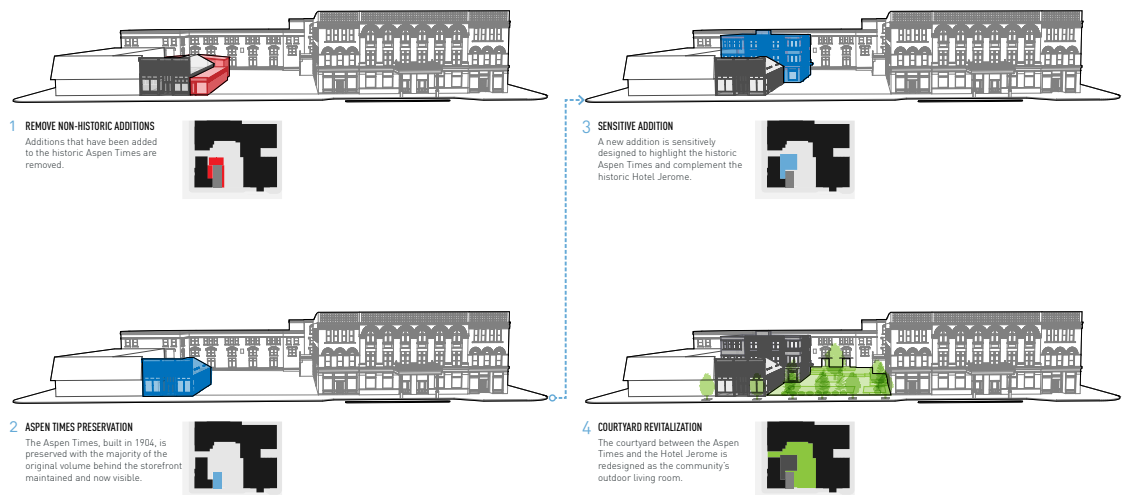 1 REMOVE NON-HISTORIC ADDITIONS
Additions that have been added
to the historic Aspen Times are
removed.
2 ASPEN TIMES PRESERVATION
The Aspen Times, built in 1904, is
preserved with the majority of the
original volume behind the storefront
maintained and now visible.
3 SENSITIVE ADDITION
A new addition is sensitively
designed to highlight the historic
Aspen Times and complement the
historic Hotel Jerome.
4 COURTYARD REVITALIZATION
The courtyard between the Aspen
Times and the Hotel Jerome is
redesigned as the community's
outdoor living room.